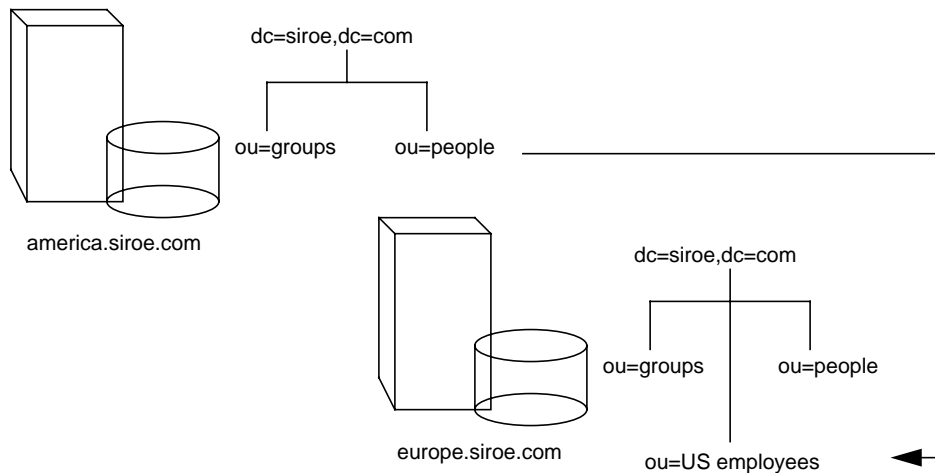 dc=siroe,dc=com
ou=groups
ou=people
america.siroe.com
dc=siroe,dc=com
ou=groups
ou=people
europe.siroe.com
ou=US employees